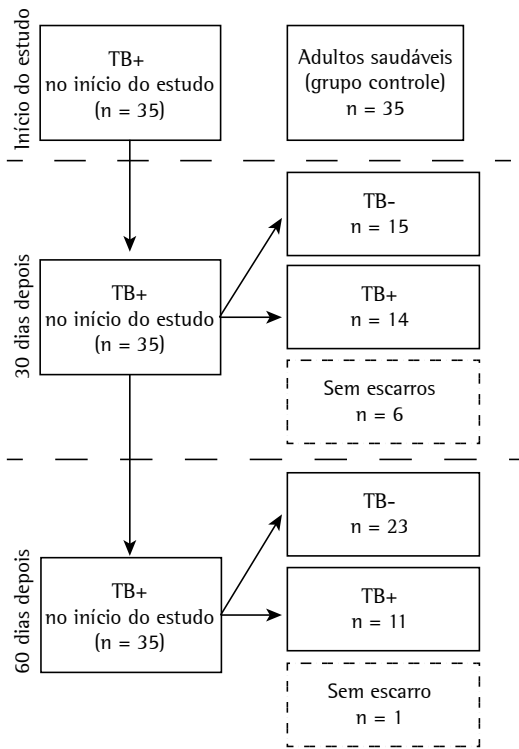 Início do estudo
TB+
no início do estudo
(n = 35)
Adultos saudáveis
(grupo controle)
n = 35
30 dias depois
TB+
no início do estudo
(n = 35)
TB-
n = 15
TB+
n = 14
Sem escarros
n = 6
60 dias depois
TB+
no início do estudo
(n = 35)
TB-
n = 23
TB+
n = 11
Sem escarro
n = 1